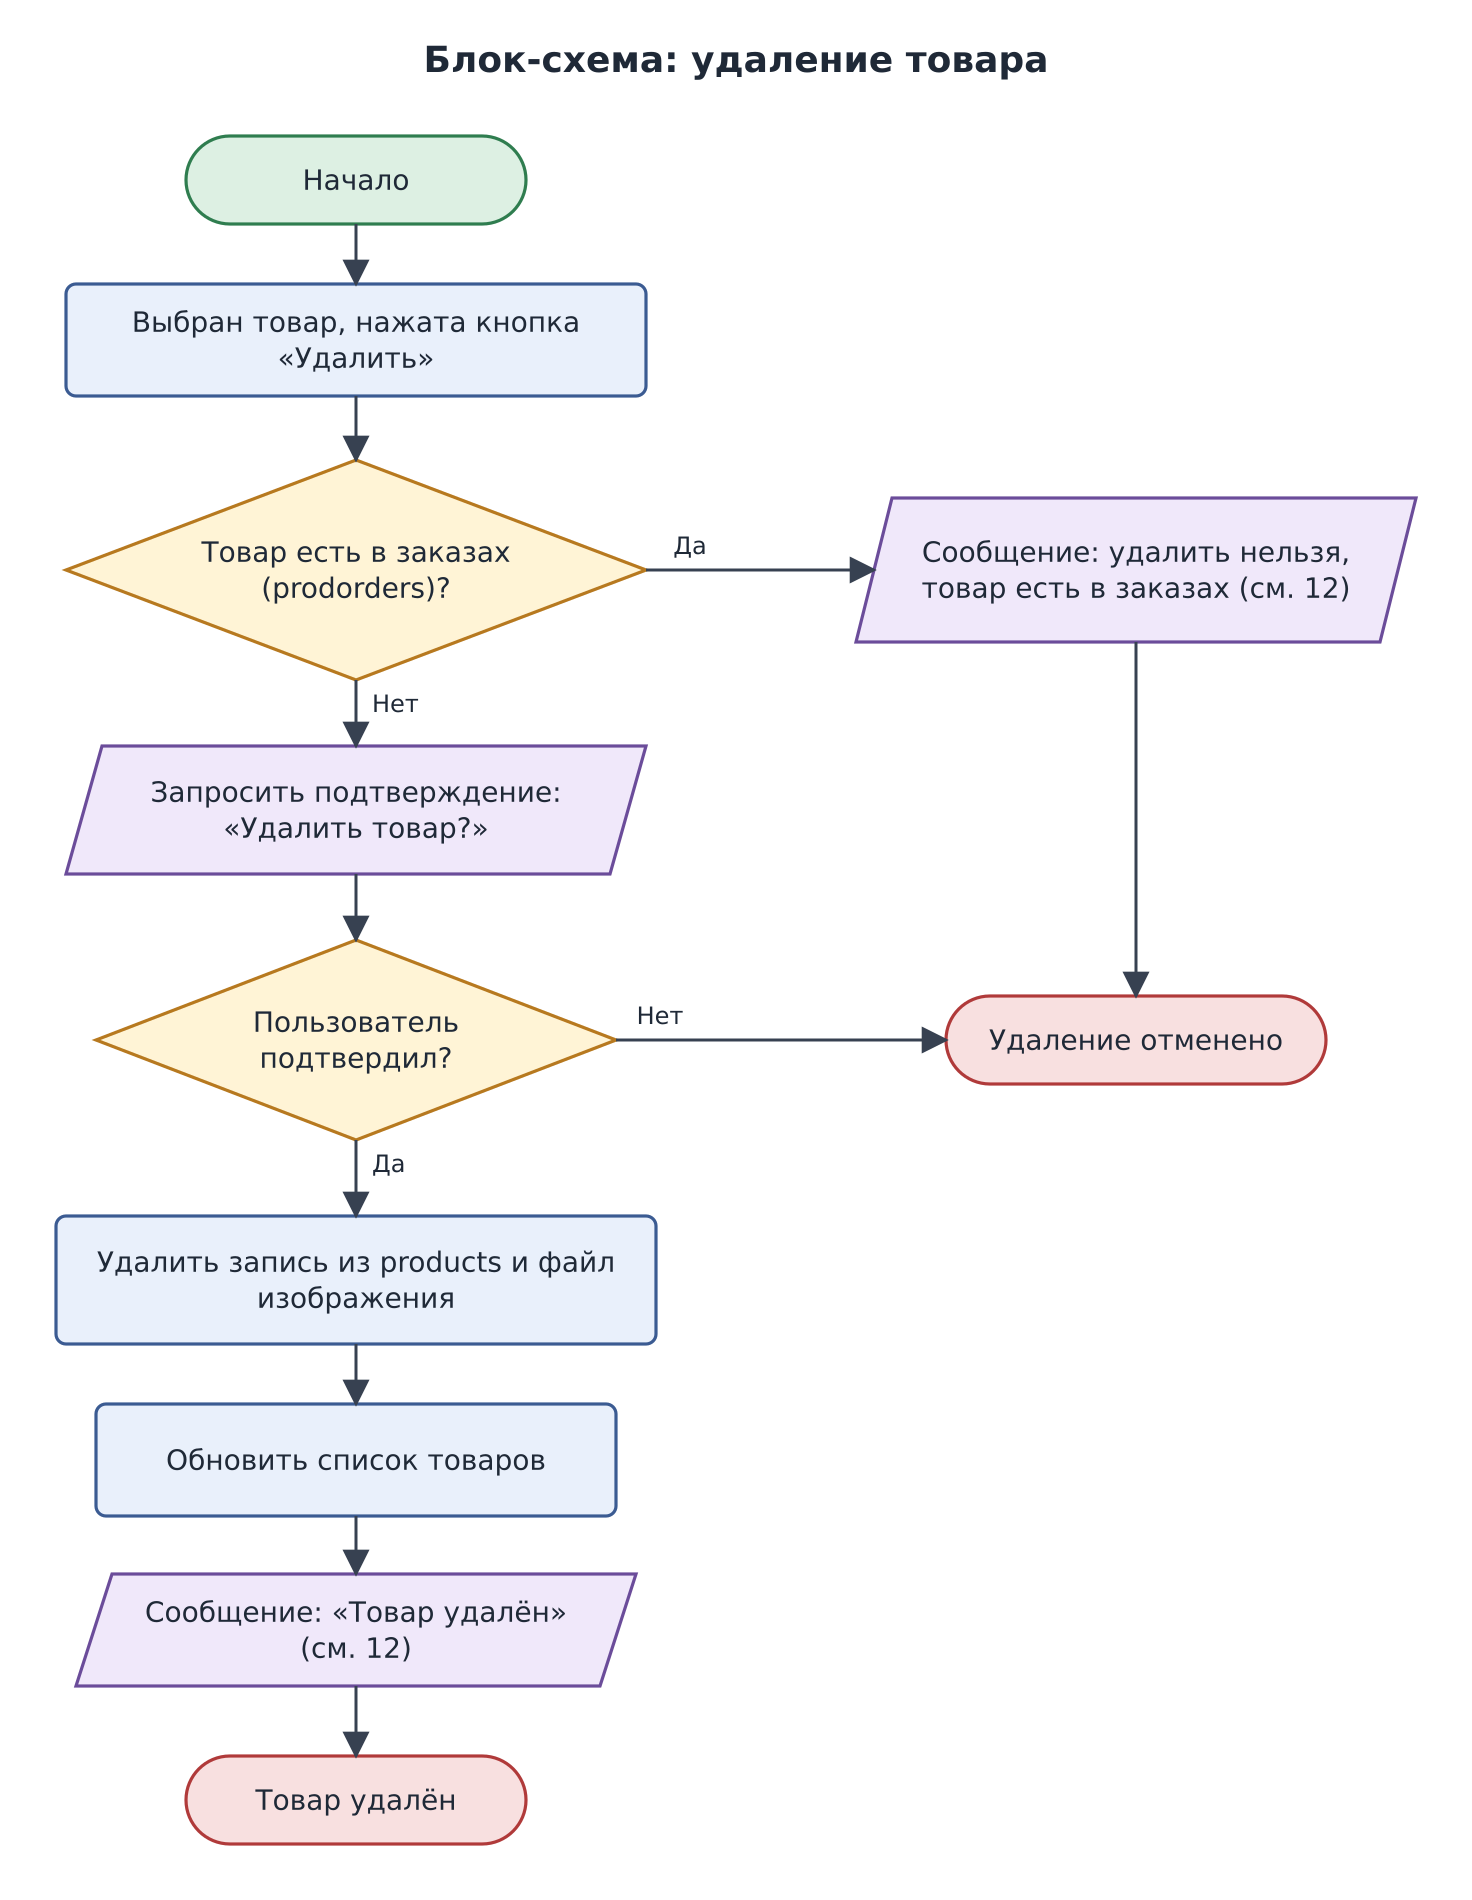 Блок-схема: удаление товара
Начало
Выбран товар, нажата кнопка
«Удалить»
Товар есть в заказах
(prodorders)?
Да
Сообщение: удалить нельзя,
товар есть в заказах (см. 12)
Нет
Запросить подтверждение:
«Удалить товар?»
Пользователь
подтвердил?
Нет
Удаление отменено
Да
Удалить запись из products и файл
изображения
Обновить список товаров
Сообщение: «Товар удалён»
(см. 12)
Товар удалён